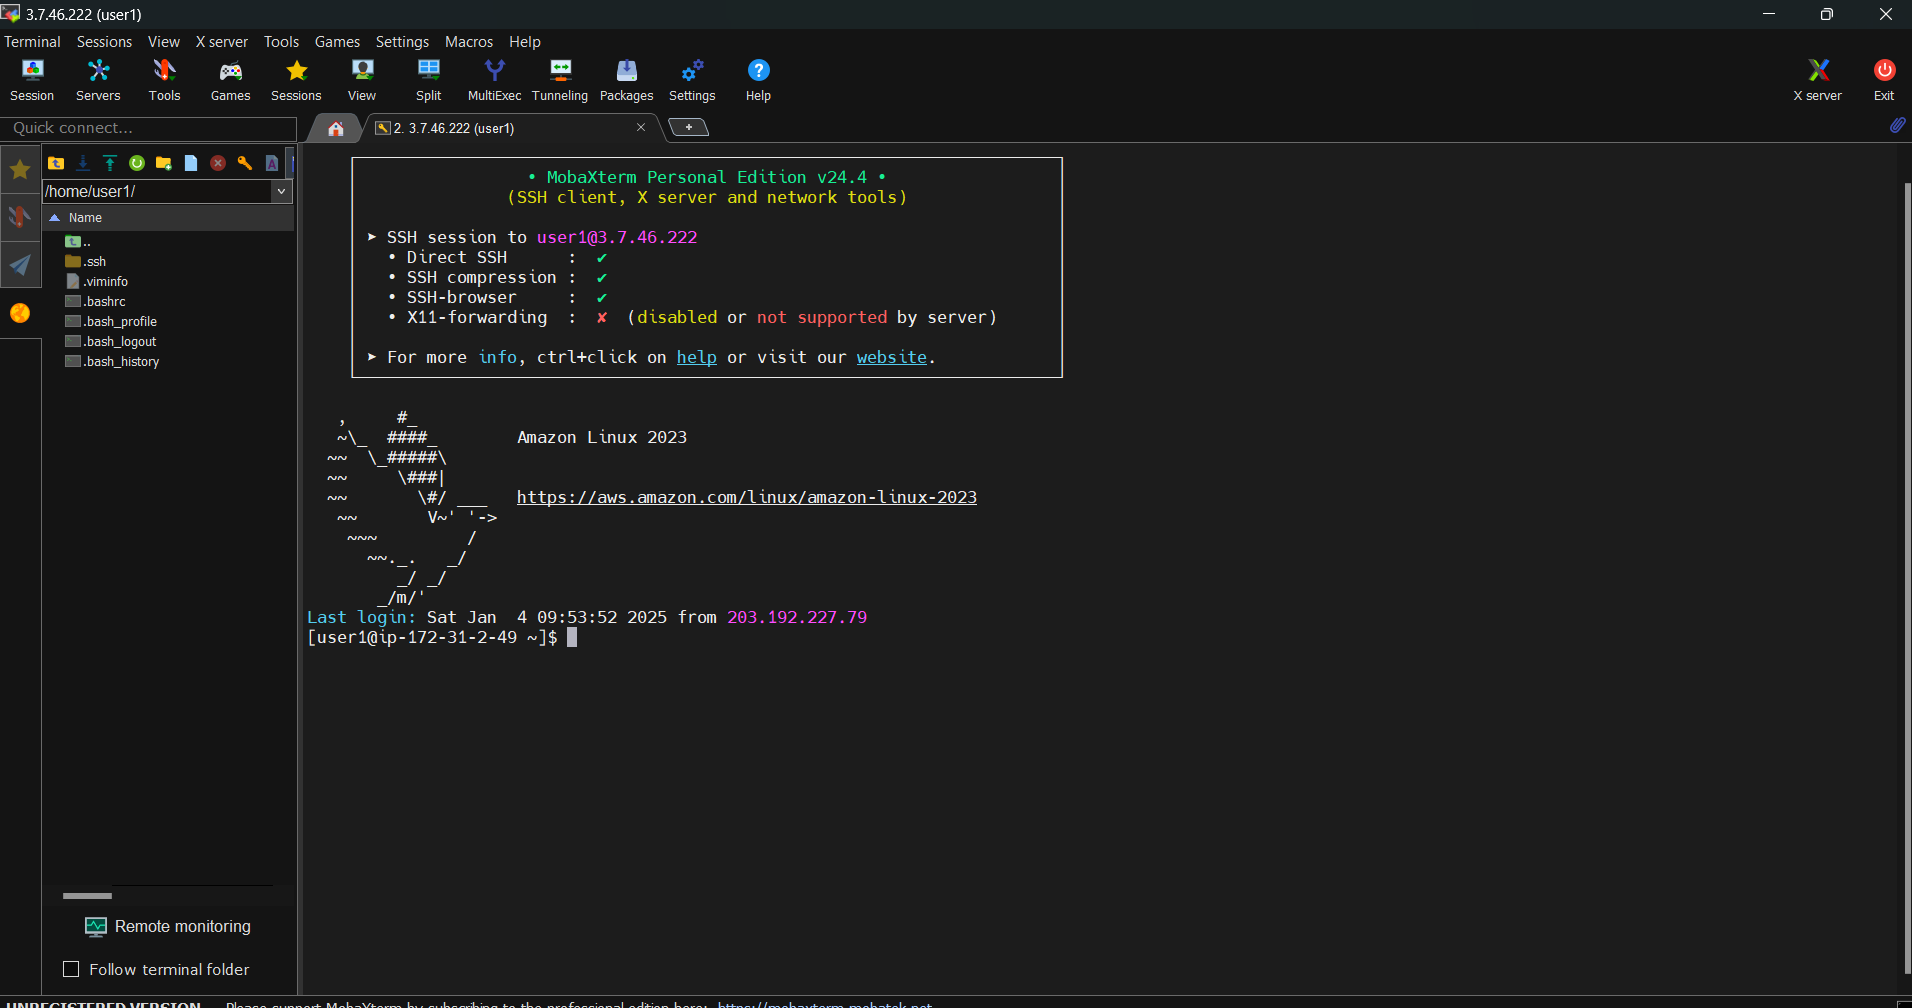 3.7.46.222 (user1)
Terminal Sessions View X server Tools Games Settings Macros Help
Session Servers Tools Games Sessions View Split MultiExec Tunneling Packages Settings Help X server Exit
Quick connect...
2. 3.7.46.222 (user1)
/home/user1/
Name
..
.ssh
.viminfo
.bashrc
.bash_profile
.bash_logout
.bash_history
Remote monitoring
Follow terminal folder
• MobaXterm Personal Edition v24.4 •
(SSH client, X server and network tools)
➤ SSH session to user1@3.7.46.222
• Direct SSH : ✔
• SSH compression : ✔
• SSH-browser : ✔
• X11-forwarding : ✘ (disabled or not supported by server)
➤ For more info, ctrl+click on help or visit our website.
   ,     #_
   ~\_  ####_        Amazon Linux 2023
  ~~  \_#####\
  ~~     \###|
  ~~       \#/ ___   https://aws.amazon.com/linux/amazon-linux-2023
   ~~       V~' '->
    ~~~         /
      ~~._.   _/
         _/ _/
       _/m/'
Last login: Sat Jan  4 09:53:52 2025 from 203.192.227.79
[user1@ip-172-31-2-49 ~]$
UNREGISTERED VERSION - Please support MobaXterm by subscribing to the professional edition here: https://mobaxterm.mobatek.net